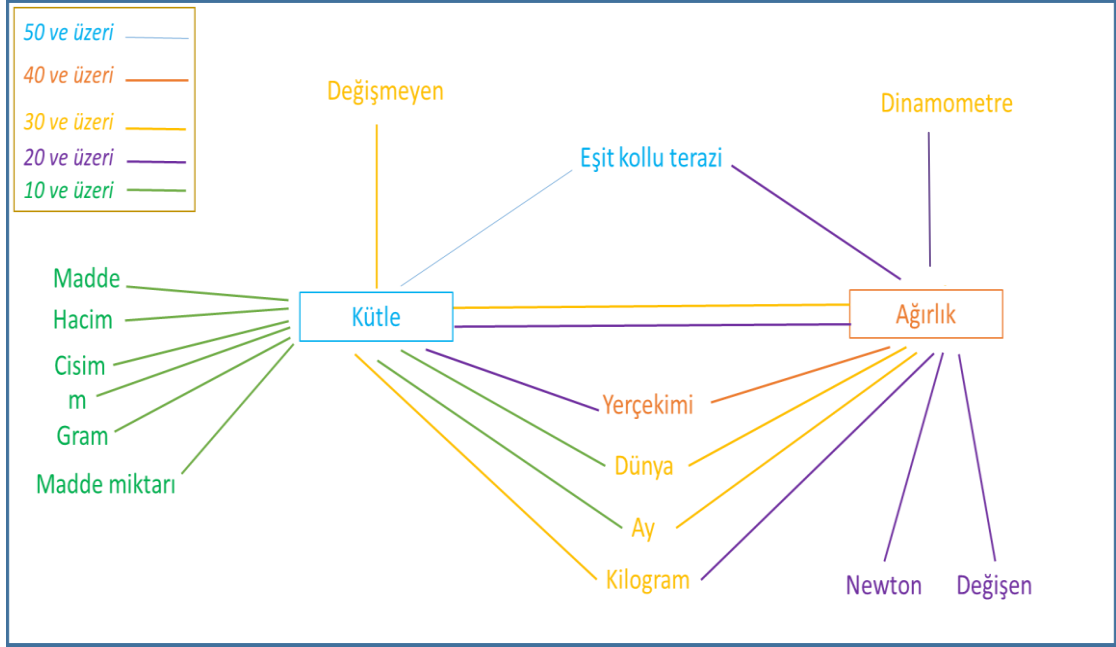 50 ve üzeri
40 ve üzeri
30 ve üzeri
20 ve üzeri
10 ve üzeri
Değişmeyen
Dinamometre
Eşit kollu terazi
Madde
Hacim
Cisim
m
Gram
Madde miktarı
Kütle
Ağırlık
Yerçekimi
Dünya
Ay
Kilogram
Newton
Değişen